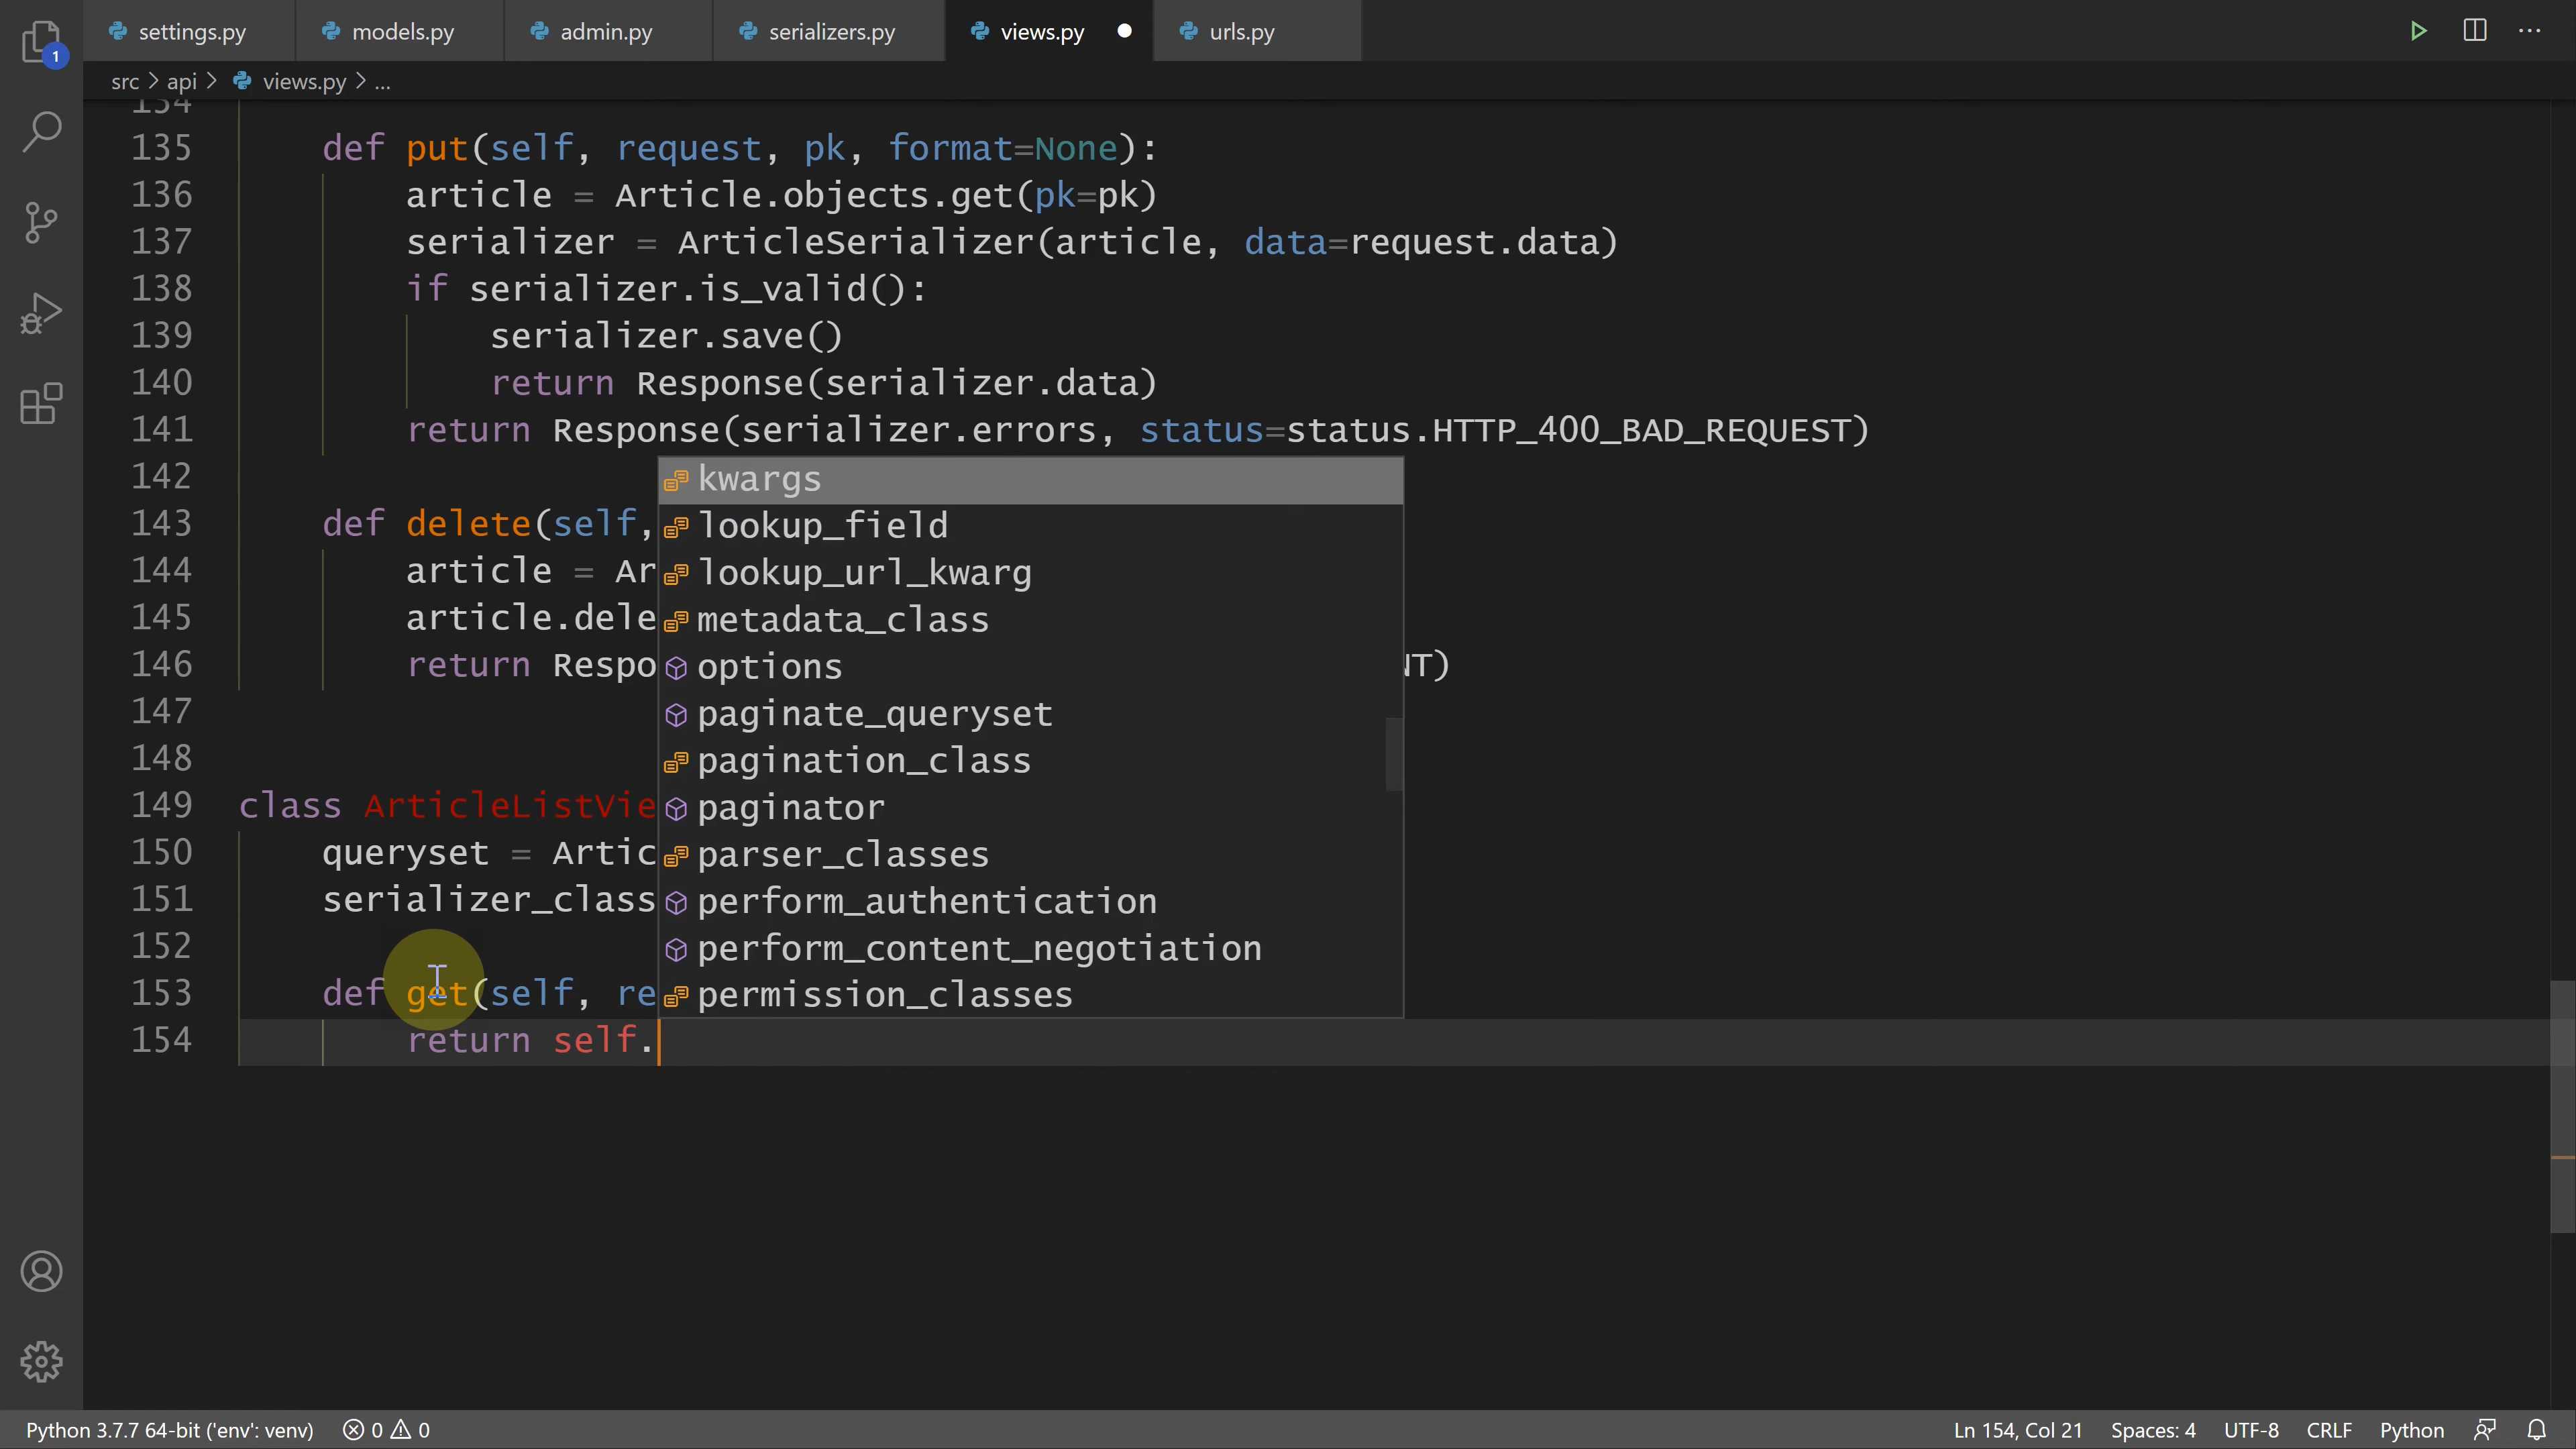 1
settings.py
models.py
admin.py
serializers.py
views.py
urls.py
src > api > views.py > ...
134
135 def put(self, request, pk, format=None):
136 article = Article.objects.get(pk=pk)
137 serializer = ArticleSerializer(article, data=request.data)
138 if serializer.is_valid():
139 serializer.save()
140 return Response(serializer.data)
141 return Response(serializer.errors, status=status.HTTP_400_BAD_REQUEST)
142
143 def delete(self,
144 article = Ar
145 article.dele
146 return Respo NT)
147
148
149 class ArticleListVie
150 queryset = Artic
151 serializer_class
152
153 def get(self, re
154 return self.
kwargs
lookup_field
lookup_url_kwarg
metadata_class
options
paginate_queryset
pagination_class
paginator
parser_classes
perform_authentication
perform_content_negotiation
permission_classes
Python 3.7.7 64-bit ('env': venv) 0 0 Ln 154, Col 21 Spaces: 4 UTF-8 CRLF Python